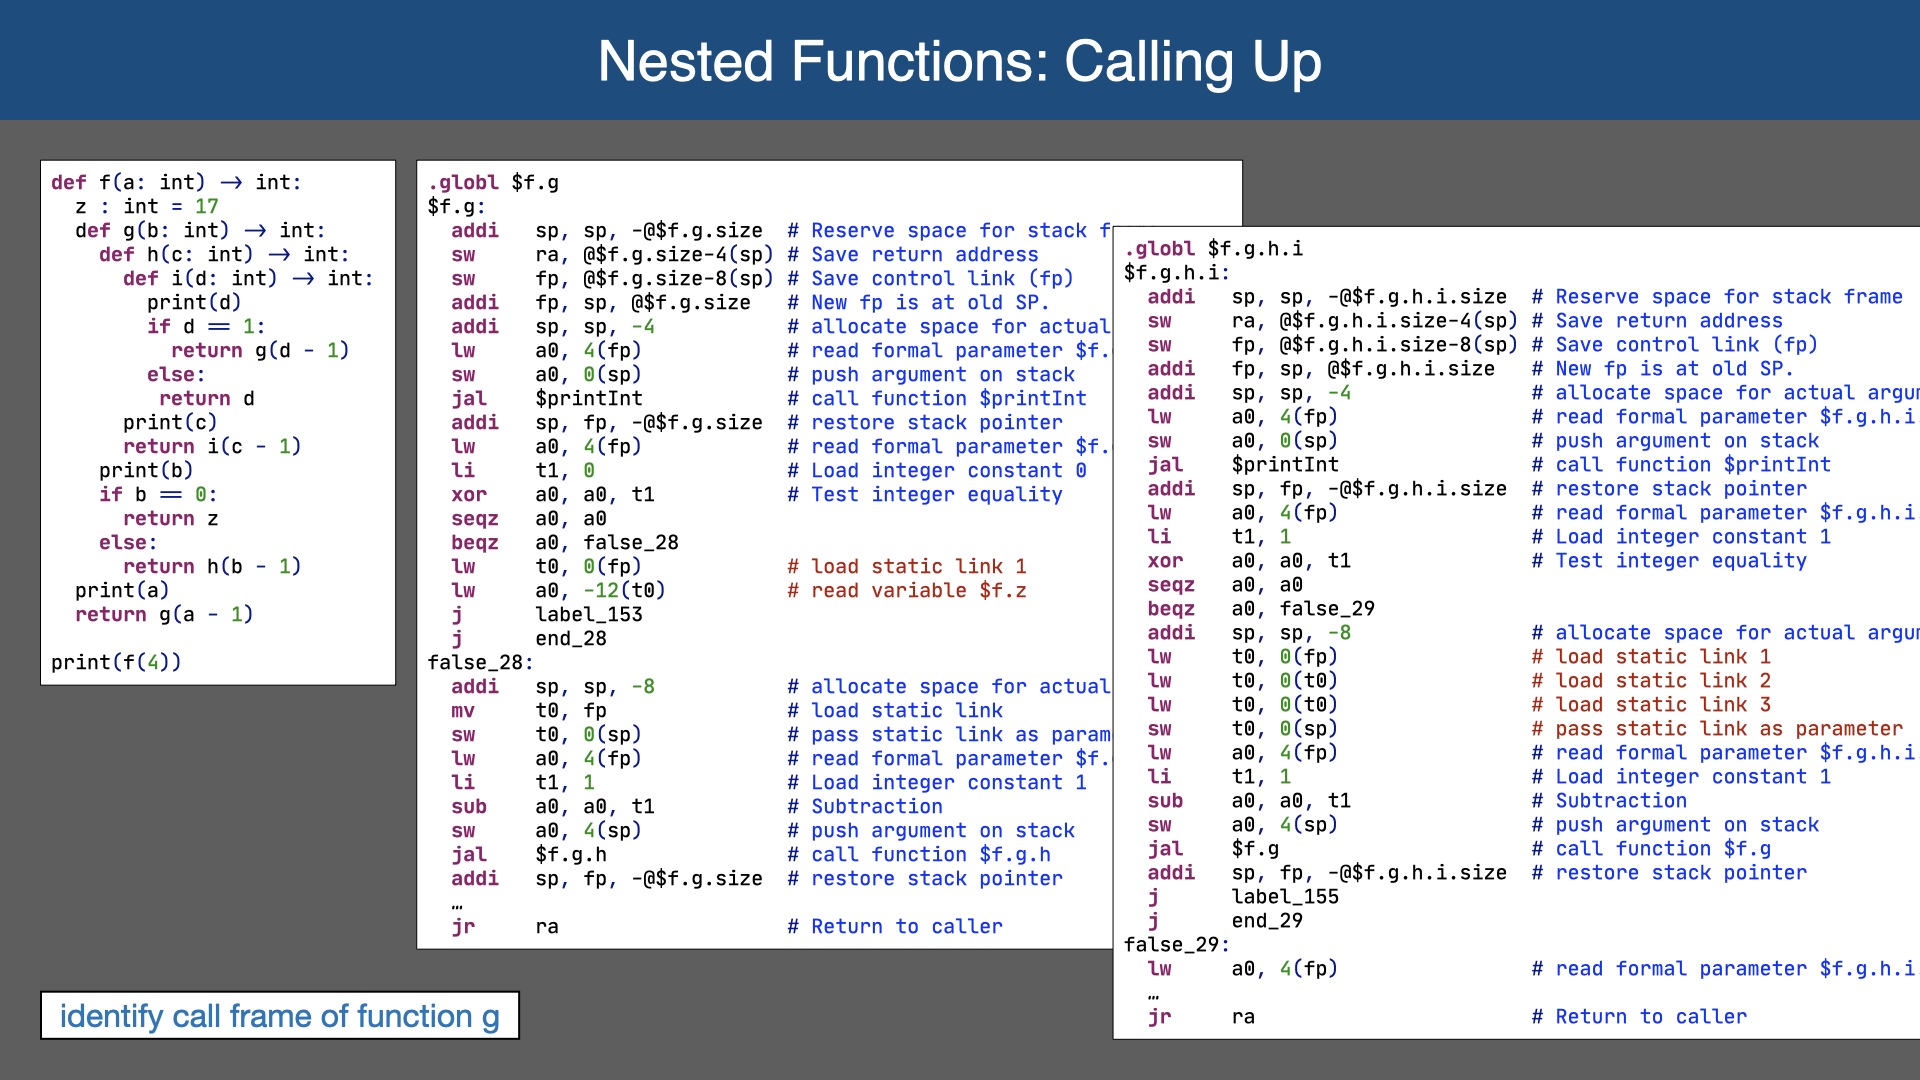 Nested Functions: Calling Up
def f(a: int) → int:
  z : int = 17
  def g(b: int) → int:
    def h(c: int) → int:
      def i(d: int) → int:
        print(d)
        if d == 1:
          return g(d - 1)
        else:
         return d
      print(c)
      return i(c - 1)
    print(b)
    if b == 0:
      return z
    else:
      return h(b - 1)
  print(a)
  return g(a - 1)
print(f(4))
.globl $f.g
$f.g:
  addi   sp, sp, -@$f.g.size  # Reserve space for stack f
  sw     ra, @$f.g.size-4(sp) # Save return address
  sw     fp, @$f.g.size-8(sp) # Save control link (fp)
  addi   fp, sp, @$f.g.size   # New fp is at old SP.
  addi   sp, sp, -4           # allocate space for actual
  lw     a0, 4(fp)            # read formal parameter $f.
  sw     a0, 0(sp)            # push argument on stack
  jal    $printInt            # call function $printInt
  addi   sp, fp, -@$f.g.size  # restore stack pointer
  lw     a0, 4(fp)            # read formal parameter $f.
  li     t1, 0                # Load integer constant 0
  xor    a0, a0, t1           # Test integer equality
  seqz   a0, a0
  beqz   a0, false_28
  lw     t0, 0(fp)            # load static link 1
  lw     a0, -12(t0)          # read variable $f.z
  j      label_153
  j      end_28
false_28:
  addi   sp, sp, -8           # allocate space for actual
  mv     t0, fp               # load static link
  sw     t0, 0(sp)            # pass static link as param
  lw     a0, 4(fp)            # read formal parameter $f.
  li     t1, 1                # Load integer constant 1
  sub    a0, a0, t1           # Subtraction
  sw     a0, 4(sp)            # push argument on stack
  jal    $f.g.h               # call function $f.g.h
  addi   sp, fp, -@$f.g.size  # restore stack pointer
  …
  jr     ra                   # Return to caller
.globl $f.g.h.i
$f.g.h.i:
  addi   sp, sp, -@$f.g.h.i.size  # Reserve space for stack frame
  sw     ra, @$f.g.h.i.size-4(sp) # Save return address
  sw     fp, @$f.g.h.i.size-8(sp) # Save control link (fp)
  addi   fp, sp, @$f.g.h.i.size   # New fp is at old SP.
  addi   sp, sp, -4               # allocate space for actual argu
  lw     a0, 4(fp)                # read formal parameter $f.g.h.i
  sw     a0, 0(sp)                # push argument on stack
  jal    $printInt                # call function $printInt
  addi   sp, fp, -@$f.g.h.i.size  # restore stack pointer
  lw     a0, 4(fp)                # read formal parameter $f.g.h.i
  li     t1, 1                    # Load integer constant 1
  xor    a0, a0, t1               # Test integer equality
  seqz   a0, a0
  beqz   a0, false_29
  addi   sp, sp, -8               # allocate space for actual argu
  lw     t0, 0(fp)                # load static link 1
  lw     t0, 0(t0)                # load static link 2
  lw     t0, 0(t0)                # load static link 3
  sw     t0, 0(sp)                # pass static link as parameter
  lw     a0, 4(fp)                # read formal parameter $f.g.h.i
  li     t1, 1                    # Load integer constant 1
  sub    a0, a0, t1               # Subtraction
  sw     a0, 4(sp)                # push argument on stack
  jal    $f.g                     # call function $f.g
  addi   sp, fp, -@$f.g.h.i.size  # restore stack pointer
  j      label_155
  j      end_29
false_29:
  lw     a0, 4(fp)                # read formal parameter $f.g.h.i
  …
  jr     ra                       # Return to caller
identify call frame of function g